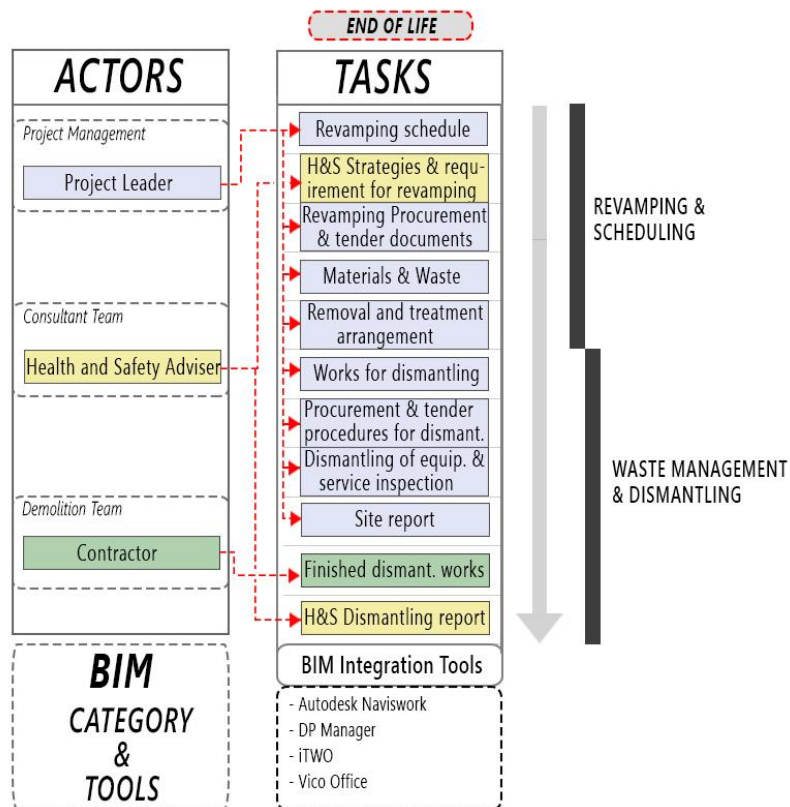 END OF LIFE
ACTORS
Project Management
Project Leader
Consultant Team
Health and Safety Adviser
Demolition Team
Contractor
TASKS
Revamping schedule
H&S Strategies & requ-
irement for revamping
Revamping Procurement
& tender documents
Materials & Waste
Removal and treatment
arrangement
Works for dismantling
Procurement & tender
procedures for dismant.
Dismantling of equip. &
service inspection
Site report
Finished dismant. works
H&S Dismantling report
REVAMPING &
SCHEDULING
WASTE MANAGEMENT
& DISMANTLING
BIM
CATEGORY
&
TOOLS
BIM Integration Tools
- Autodesk Naviswork
- DP Manager
- iTWO
- Vico Office